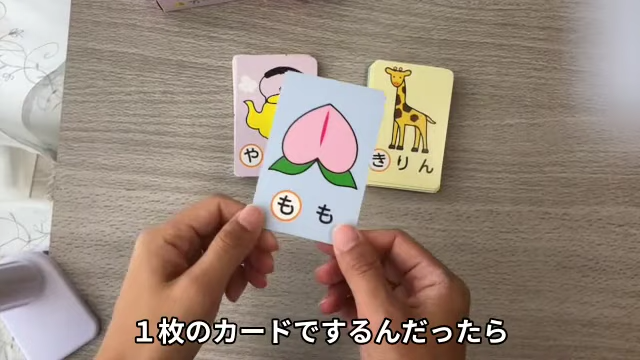 や
きりん
もも
１枚のカードでするんだったら